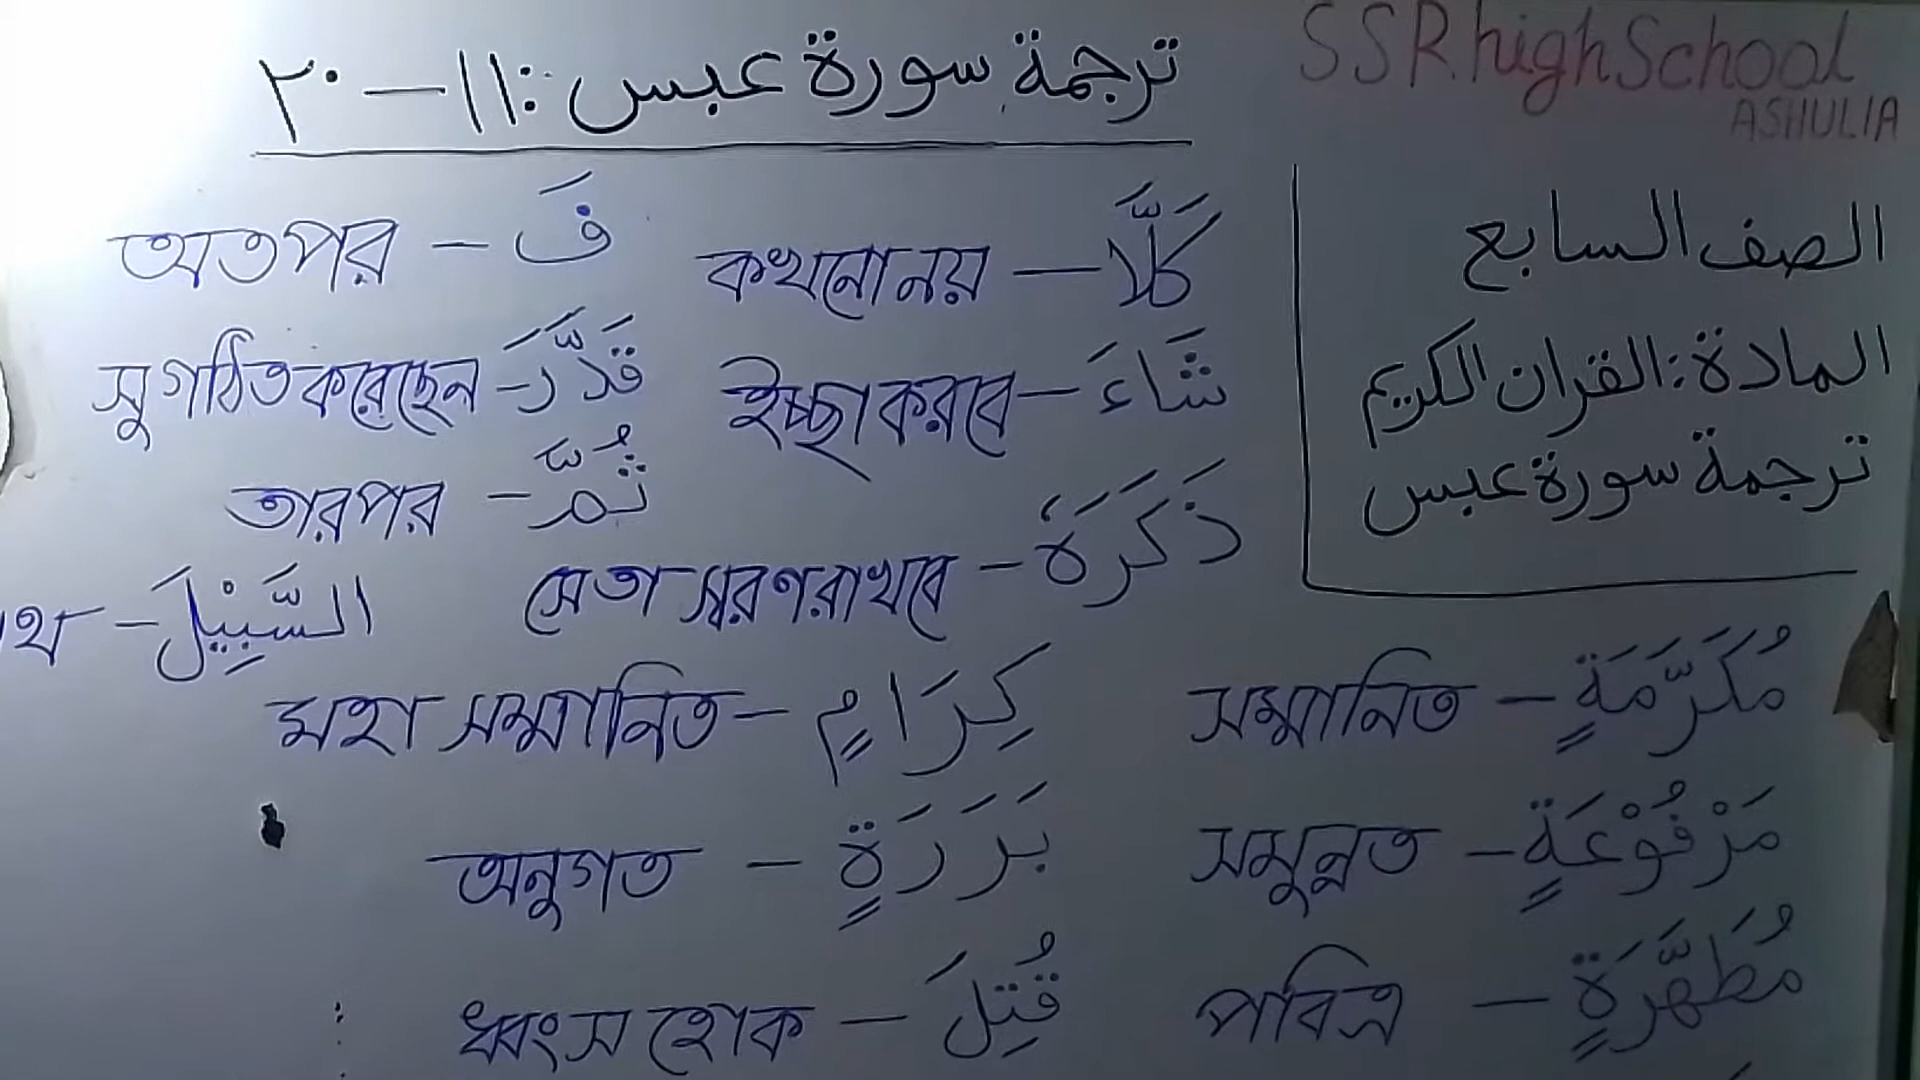 SSR high School
ASHULIA
ترجمة سورة عبس: ١١—٢٠
الصف السابع
المادة: القران الكريم
ترجمة سورة عبس
كَلَّا — কখনো নয়
فَ — অতপর
شَاءَ — ইচ্ছা করবে
قَدَّرَ — সুগঠিত করেছেন
ثُمَّ — তারপর
ذَكَرَهٗ — সেতা স্বরণ রাখবে
السَّبِيْلَ —
مُكَرَّمَةٍ — সম্মানিত
كِرَامٍ — মহা সম্মানিত
مَرْفُوْعَةٍ — সমুন্নত
بَرَرَةٍ — অনুগত
مُطَهَّرَةٍ — পবিত্র
قُتِلَ — ধ্বংস হোক